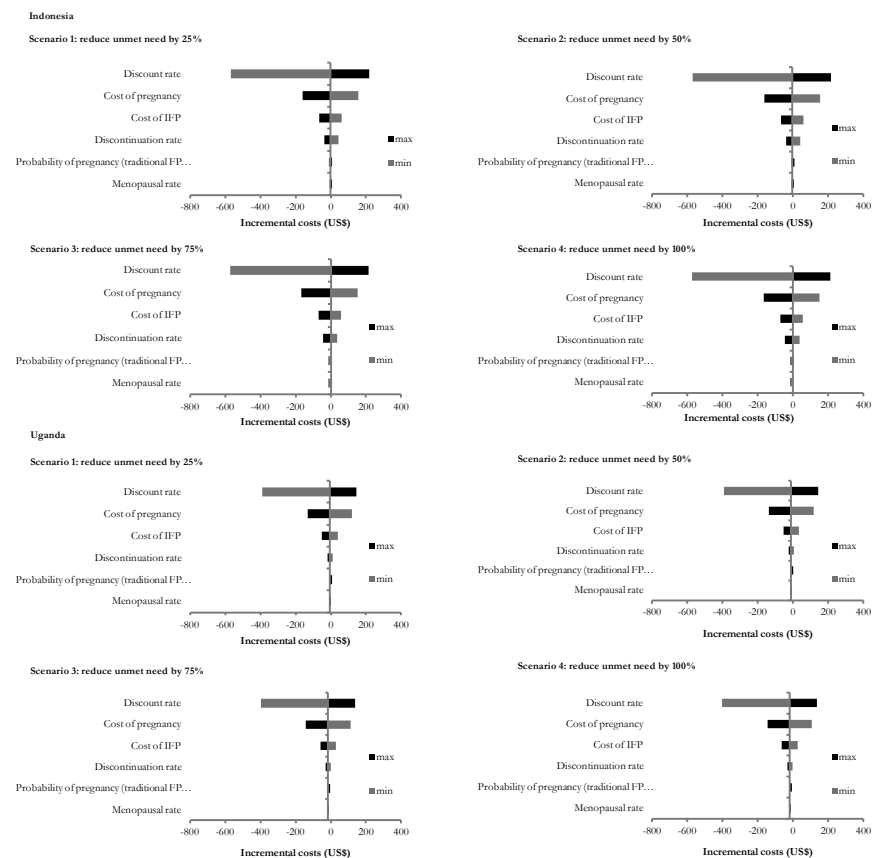 Indonesia
Scenario 1: reduce unmet need by 25%
Discount rate
Cost of pregnancy
Cost of IFP
Discontinuation rate
Probability of pregnancy (traditional FP…
Menopausal rate
max
min
-800 -600 -400 -200 0 200 400
Incremental costs (US$)
Scenario 2: reduce unmet need by 50%
Discount rate
Cost of pregnancy
Cost of IFP
Discontinuation rate
Probability of pregnancy (traditional FP…
Menopausal rate
max
min
-800 -600 -400 -200 0 200 400
Incremental costs (US$)
Scenario 3: reduce unmet need by 75%
Discount rate
Cost of pregnancy
Cost of IFP
Discontinuation rate
Probability of pregnancy (traditional FP…
Menopausal rate
max
min
-800 -600 -400 -200 0 200 400
Incremental costs (US$)
Scenario 4: reduce unmet need by 100%
Discount rate
Cost of pregnancy
Cost of IFP
Discontinuation rate
Probability of pregnancy (traditional FP…
Menopausal rate
max
min
-800 -600 -400 -200 0 200 400
Incremental costs (US$)
Uganda
Scenario 1: reduce unmet need by 25%
Discount rate
Cost of pregnancy
Cost of IFP
Discontinuation rate
Probability of pregnancy (traditional FP…
Menopausal rate
max
min
-800 -600 -400 -200 0 200 400
Incremental costs (US$)
Scenario 2: reduce unmet need by 50%
Discount rate
Cost of pregnancy
Cost of IFP
Discontinuation rate
Probability of pregnancy (traditional FP…
Menopausal rate
max
min
-800 -600 -400 -200 0 200 400
Incremental costs (US$)
Scenario 3: reduce unmet need by 75%
Discount rate
Cost of pregnancy
Cost of IFP
Discontinuation rate
Probability of pregnancy (traditional FP…
Menopausal rate
max
min
-800 -600 -400 -200 0 200 400
Incremental costs (US$)
Scenario 4: reduce unmet need by 100%
Discount rate
Cost of pregnancy
Cost of IFP
Discontinuation rate
Probability of pregnancy (traditional FP…
Menopausal rate
max
min
-800 -600 -400 -200 0 200 400
Incremental costs (US$)